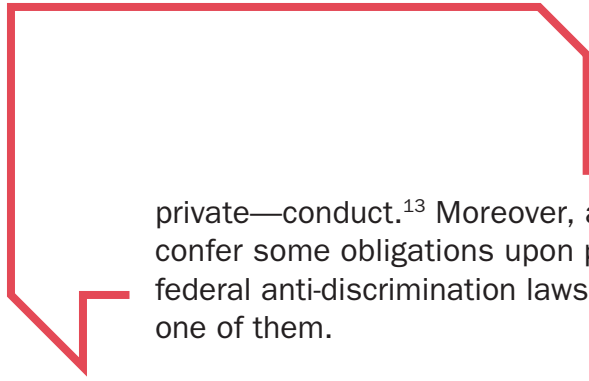 private—conduct.¹³ Moreover,
confer some obligations upon
federal anti-discrimination laws
one of them.